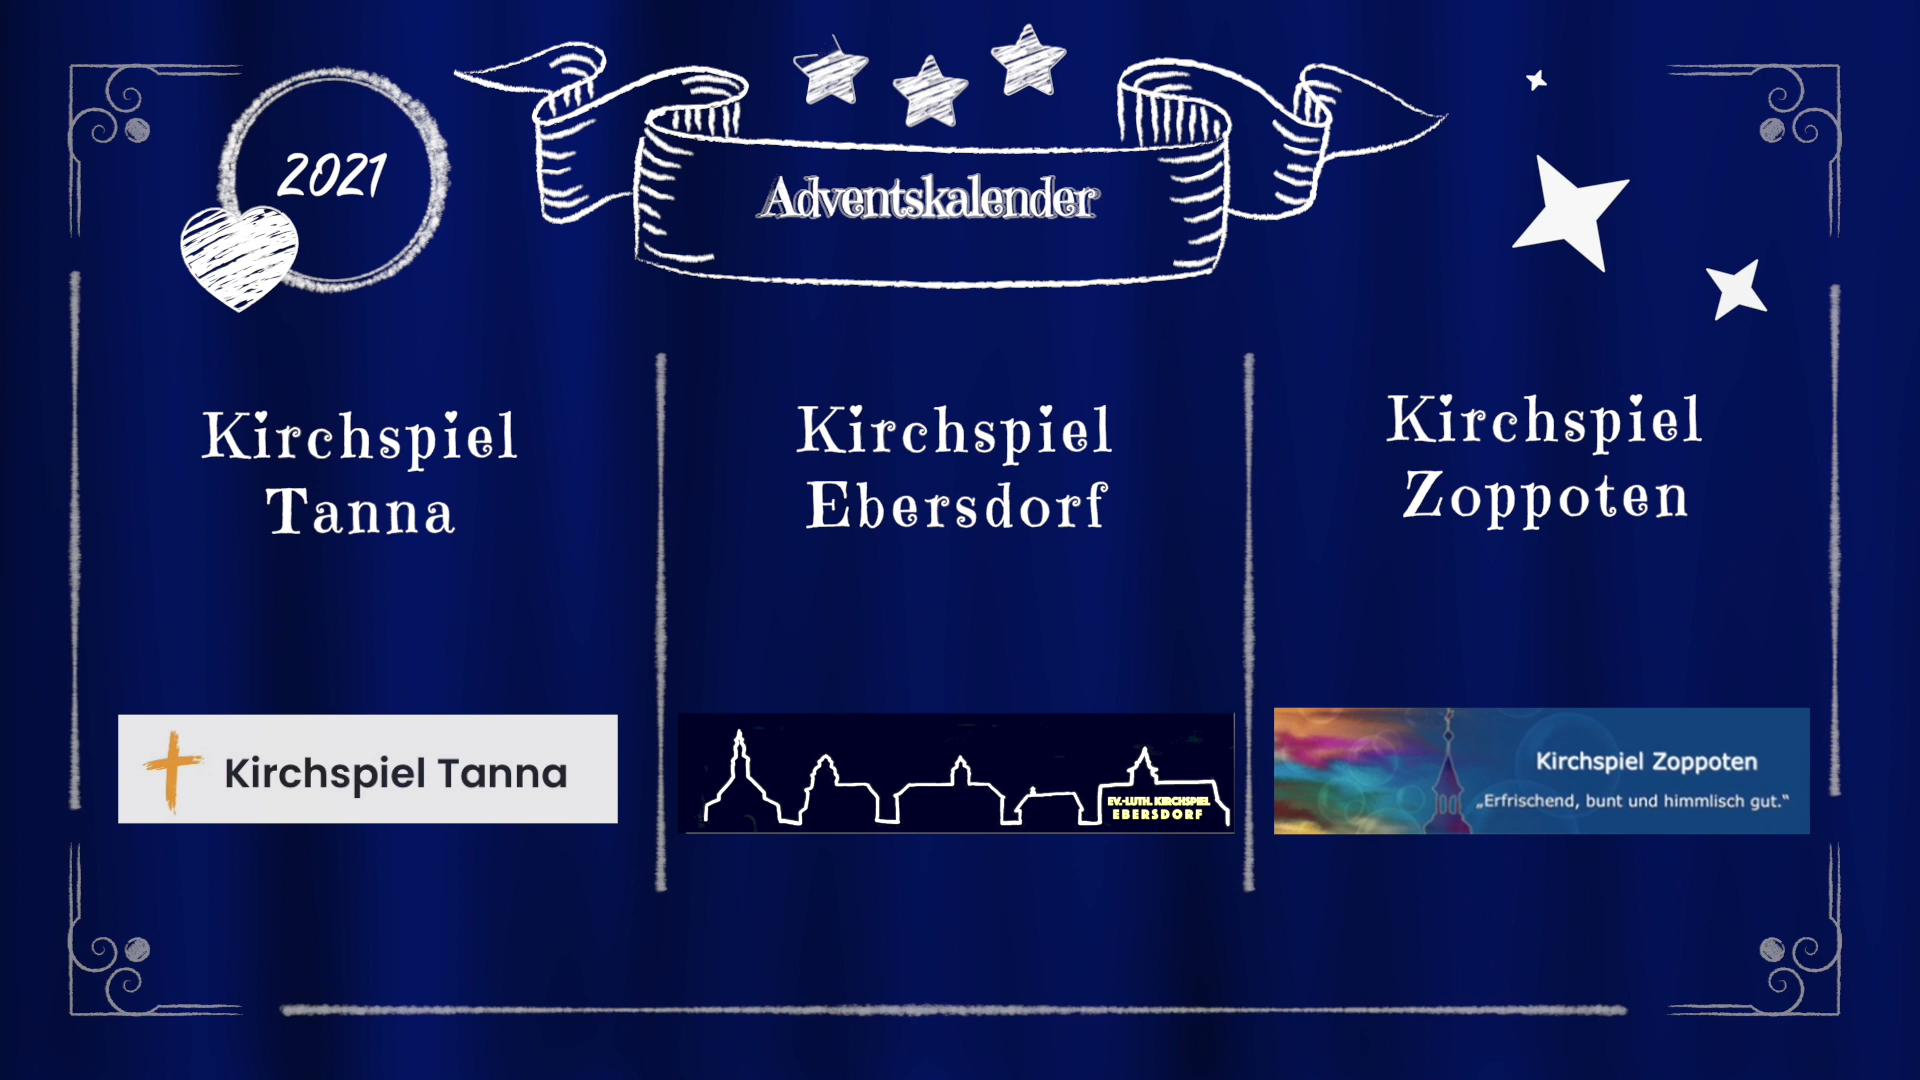 2021
Adventskalender
Kirchspiel
Tanna
Kirchspiel
Ebersdorf
Kirchspiel
Zoppoten
Kirchspiel Tanna
EV.-LUTH. KIRCHSPIEL
EBERSDORF
Kirchspiel Zoppoten
„Erfrischend, bunt und himmlisch gut.“